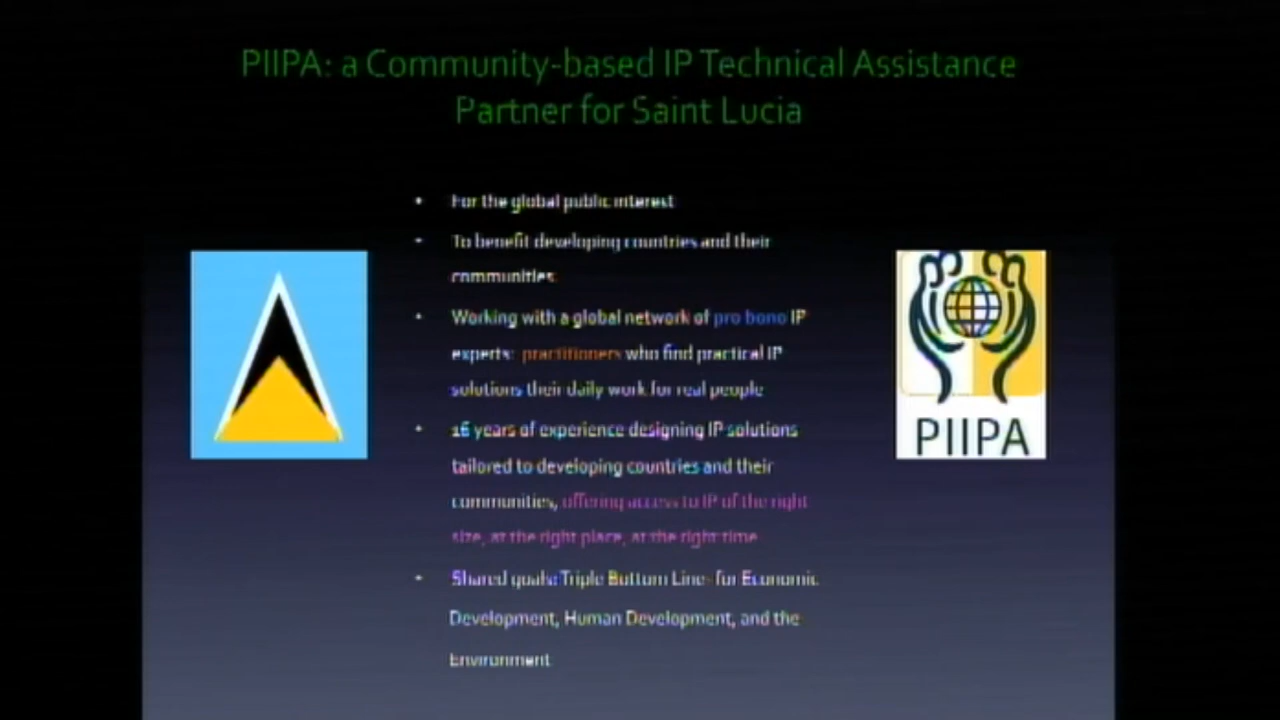 PIIPA: a Community-based IP Technical Assistance
Partner for Saint Lucia
• For the global public interest
• To benefit developing countries and their
communities
• Working with a global network of pro bono IP
experts: practitioners who find practical IP
solutions their daily work for real people
• 16 years of experience designing IP solutions
tailored to developing countries and their
communities, offering access to IP of the right
size, at the right place, at the right time
• Shared goals: Triple Bottom Line- for Economic
Development, Human Development, and the
Environment
PIIPA